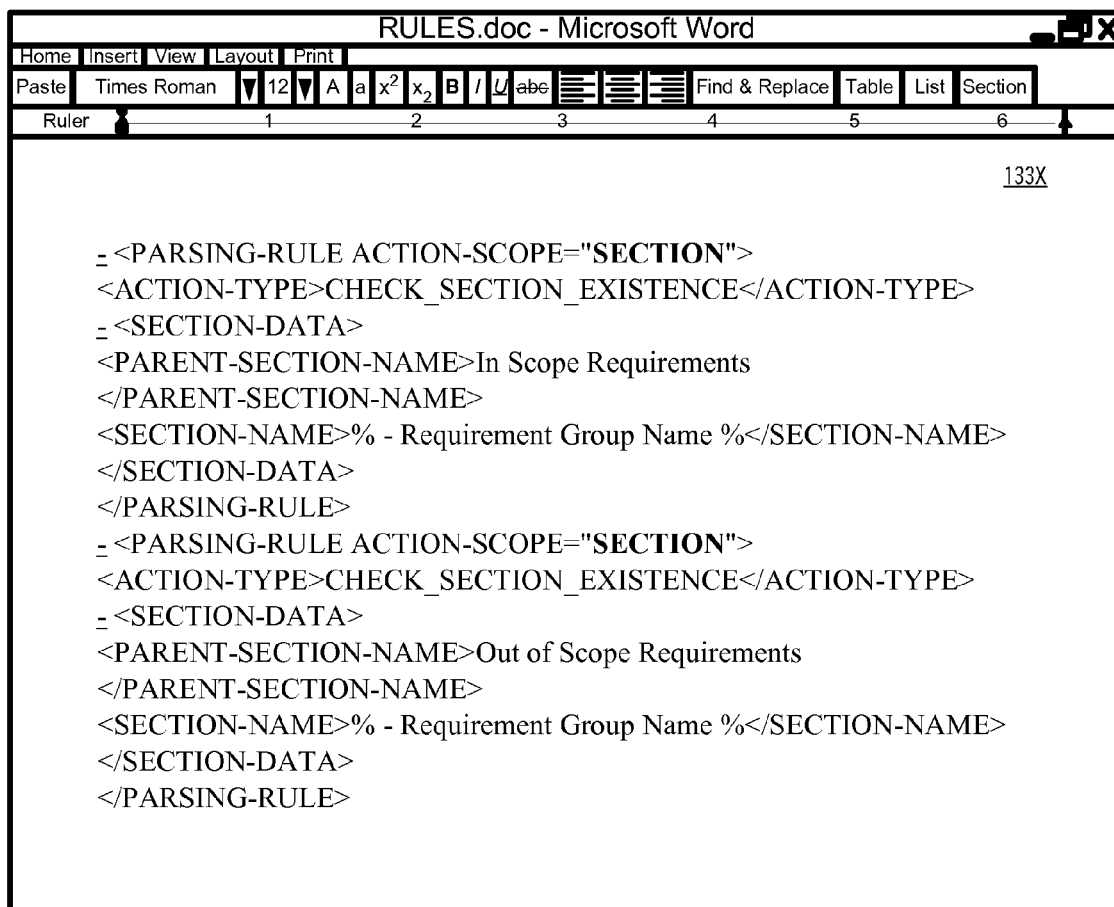 RULES.doc - Microsoft Word
Home Insert View Layout Print
Paste Times Roman 12 A a x² x₂ B I U abc Find & Replace Table List Section
Ruler 1 2 3 4 5 6
133X
- <PARSING-RULE ACTION-SCOPE="SECTION">
<ACTION-TYPE>CHECK_SECTION_EXISTENCE</ACTION-TYPE>
- <SECTION-DATA>
<PARENT-SECTION-NAME>In Scope Requirements
</PARENT-SECTION-NAME>
<SECTION-NAME>% - Requirement Group Name %</SECTION-NAME>
</SECTION-DATA>
</PARSING-RULE>
- <PARSING-RULE ACTION-SCOPE="SECTION">
<ACTION-TYPE>CHECK_SECTION_EXISTENCE</ACTION-TYPE>
- <SECTION-DATA>
<PARENT-SECTION-NAME>Out of Scope Requirements
</PARENT-SECTION-NAME>
<SECTION-NAME>% - Requirement Group Name %</SECTION-NAME>
</SECTION-DATA>
</PARSING-RULE>